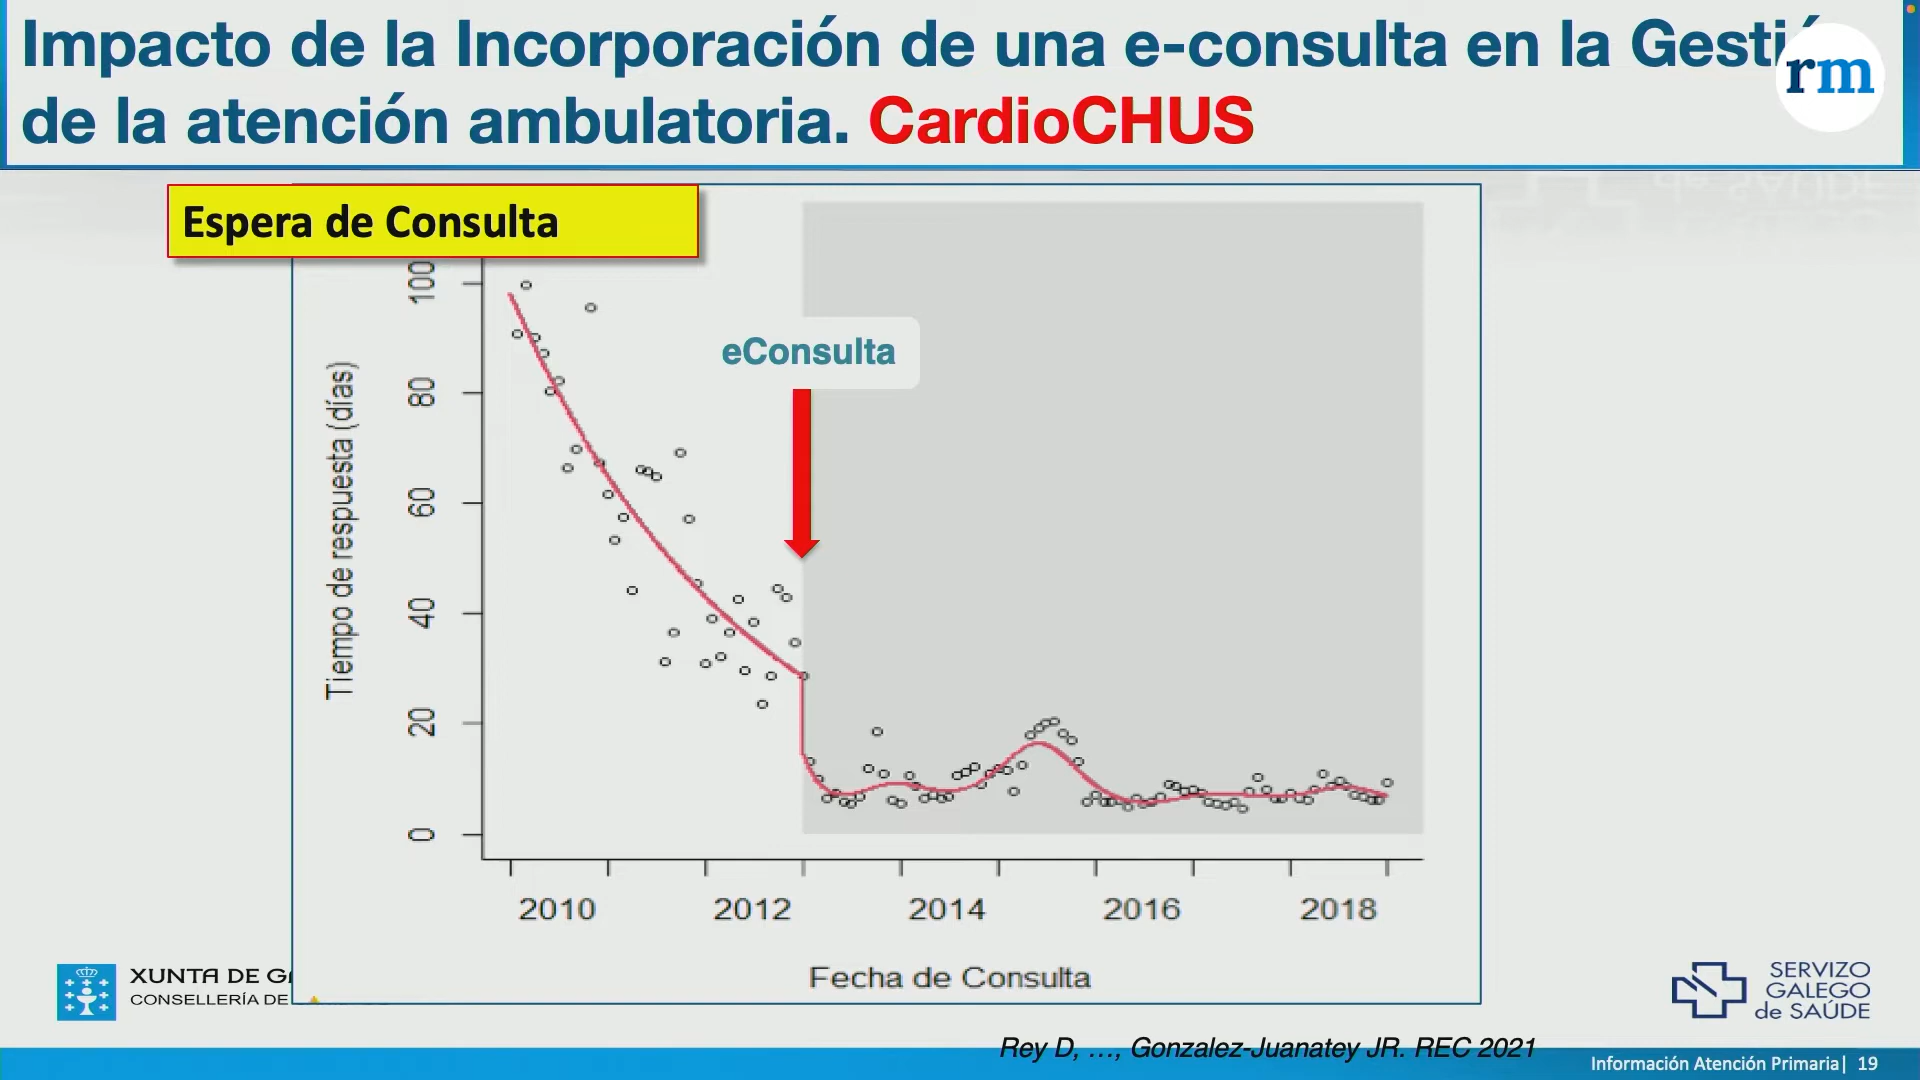 Impacto de la Incorporación de una e-consulta en la
de la atención ambulatoria. CardioCHUS
rm
Espera de Consulta
eConsulta
Tiempo de respuesta (días)
100
80
60
40
20
0
2010 2012 2014 2016 2018
Fecha de Consulta
XUNTA DE
CONSELLERÍA DE
SERVIZO
GALEGO
de SAÚDE
Rey D, ..., Gonzalez-Juanatey JR. REC 2021
Información Atención Primaria| 19